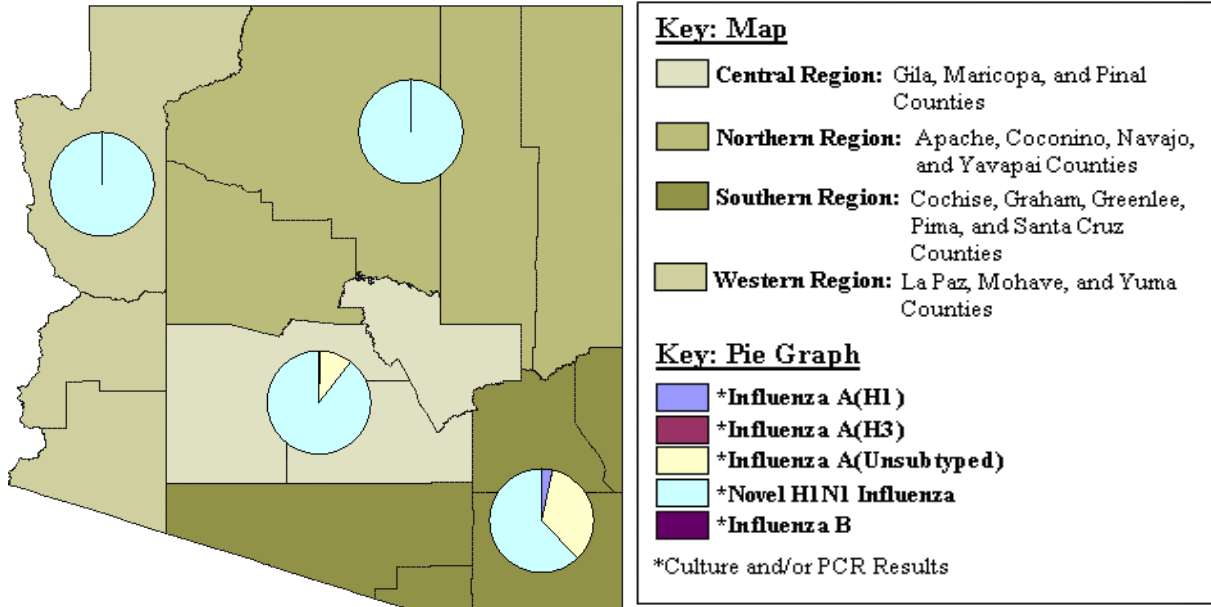 Key: Map
Central Region: Gila, Maricopa, and Pinal
Counties
Northern Region: Apache, Coconino, Navajo,
and Yavapai Counties
Southern Region: Cochise, Graham, Greenlee,
Pima, and Santa Cruz
Counties
Western Region: La Paz, Mohave, and Yuma
Counties
Key: Pie Graph
*Influenza A(H1)
*Influenza A(H3)
*Influenza A(Unsubtyped)
*Novel H1N1 Influenza
*Influenza B
*Culture and/or PCR Results